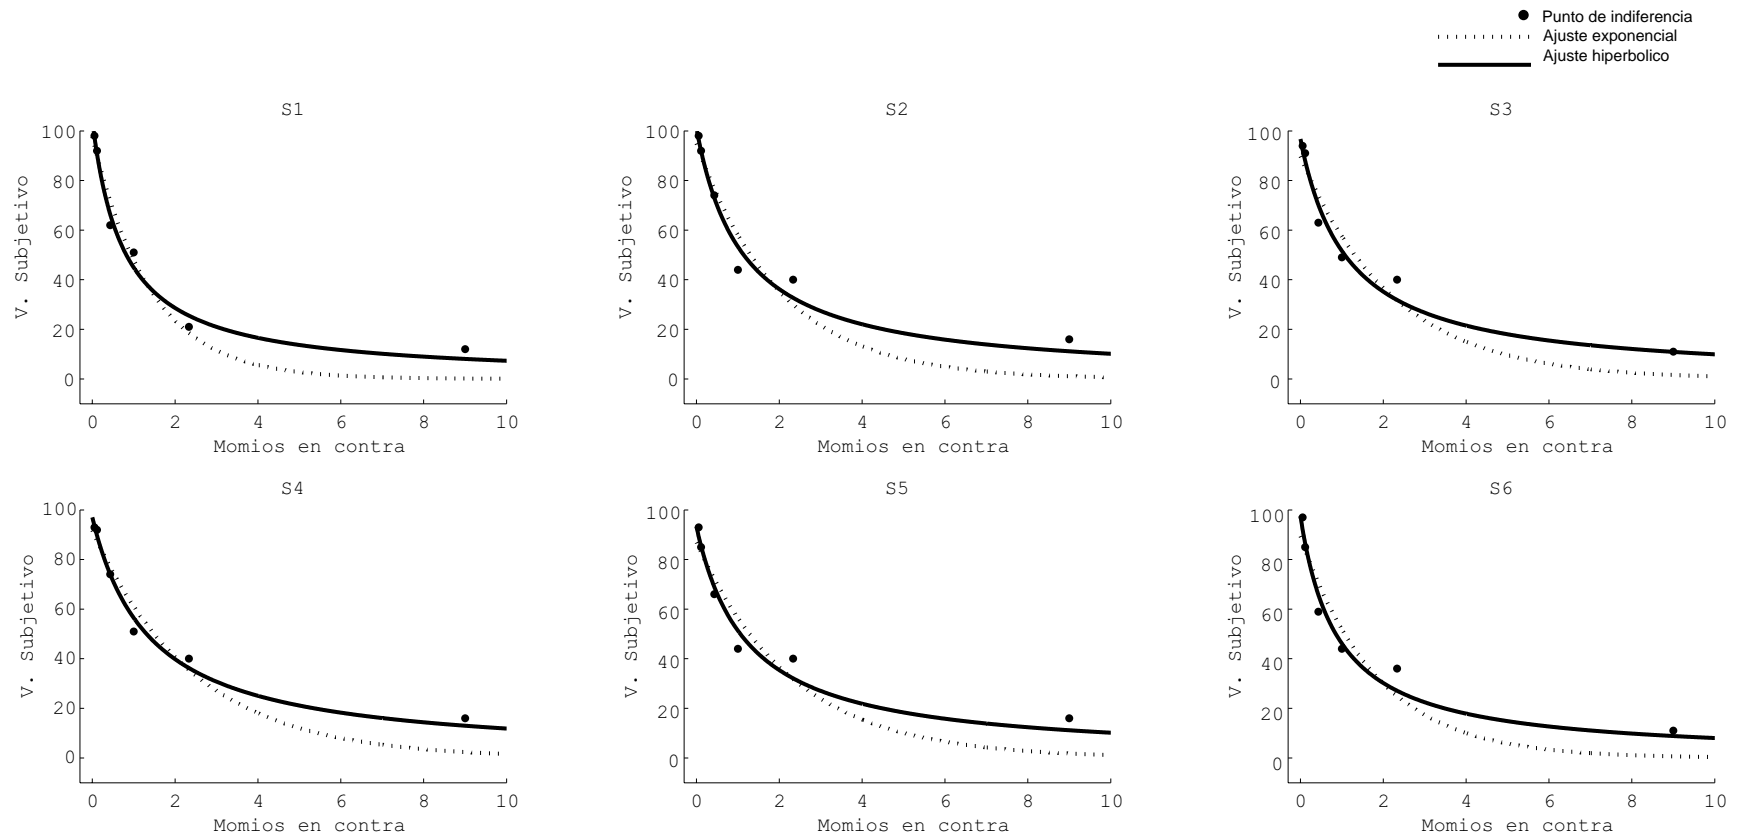 Punto de indiferencia
Ajuste exponencial
Ajuste hiperbolico
S1
100
80
60
40
20
0
V. Subjetivo
0 2 4 6 8 10
Momios en contra
S2
100
80
60
40
20
0
V. Subjetivo
0 2 4 6 8 10
Momios en contra
S3
100
80
60
40
20
0
V. Subjetivo
0 2 4 6 8 10
Momios en contra
S4
100
80
60
40
20
0
V. Subjetivo
0 2 4 6 8 10
Momios en contra
S5
100
80
60
40
20
0
V. Subjetivo
0 2 4 6 8 10
Momios en contra
S6
100
80
60
40
20
0
V. Subjetivo
0 2 4 6 8 10
Momios en contra